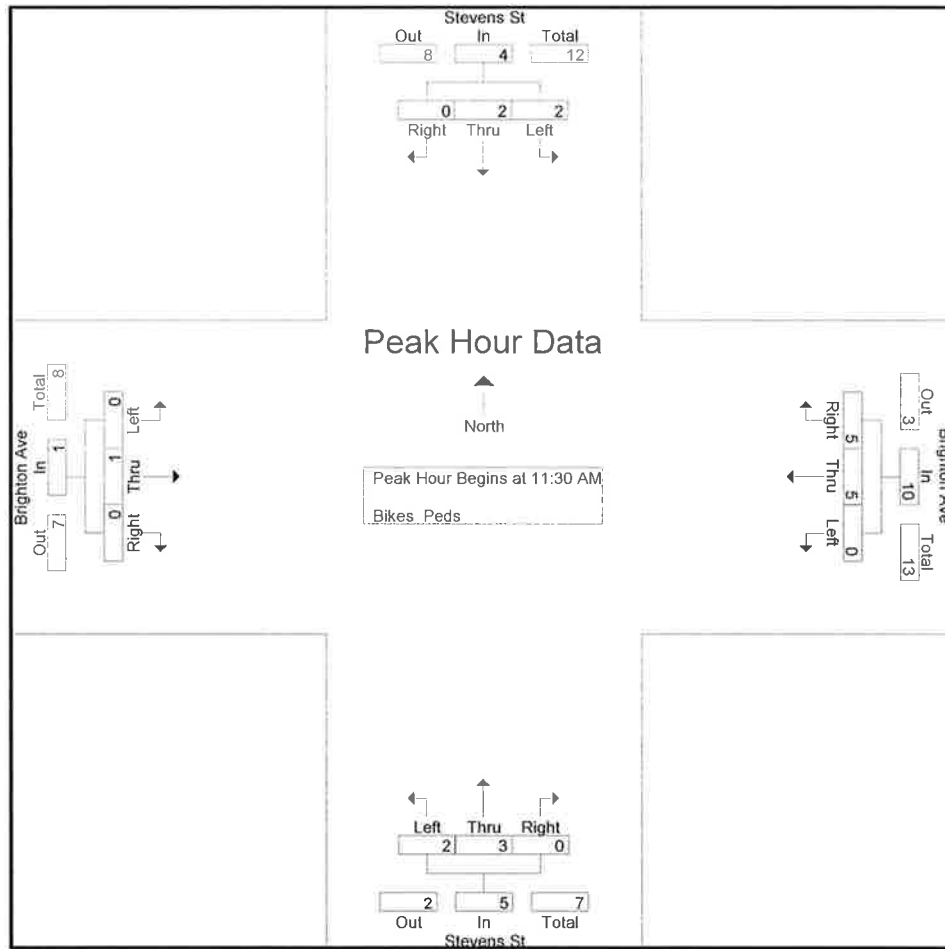 Stevens St
Out In Total
8 4 12
0 2 2
Right Thru Left
Peak Hour Data
North
Peak Hour Begins at 11:30 AM
Bikes Peds
Brighton Ave
Out In Total
7 1 8
Left Thru Right
0 1 0
Right Thru Left
5 5 0
Out In Total
3 10 13
Brighton Ave
Left Thru Right
2 3 0
2 5 7
Out In Total
Stevens St